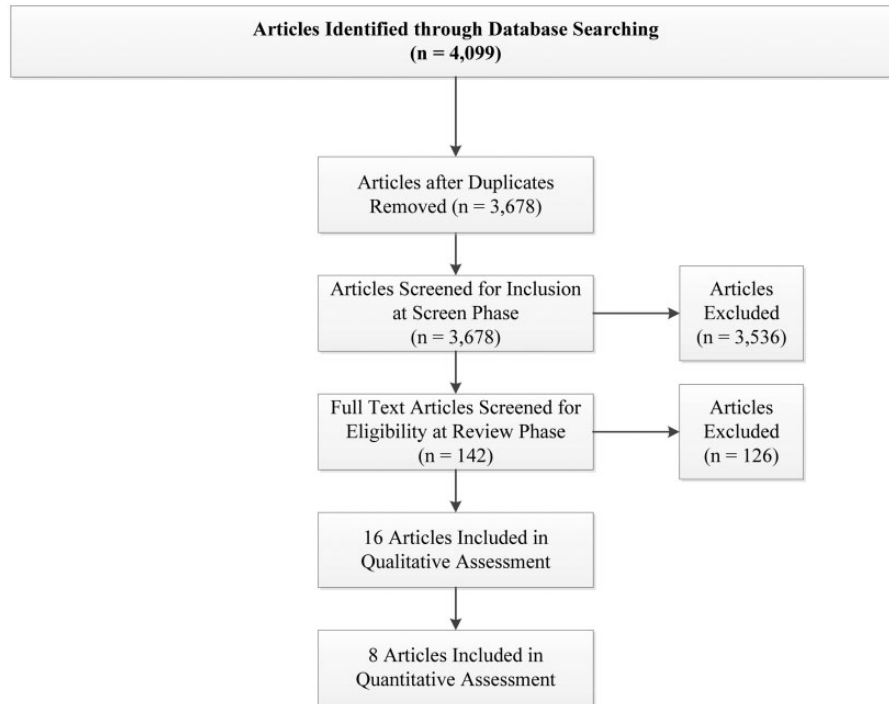 Articles Identified through Database Searching
(n = 4,099)
Articles after Duplicates
Removed (n = 3,678)
Articles Screened for Inclusion
at Screen Phase
(n = 3,678)
Articles
Excluded
(n = 3,536)
Full Text Articles Screened for
Eligibility at Review Phase
(n = 142)
Articles
Excluded
(n = 126)
16 Articles Included in
Qualitative Assessment
8 Articles Included in
Quantitative Assessment